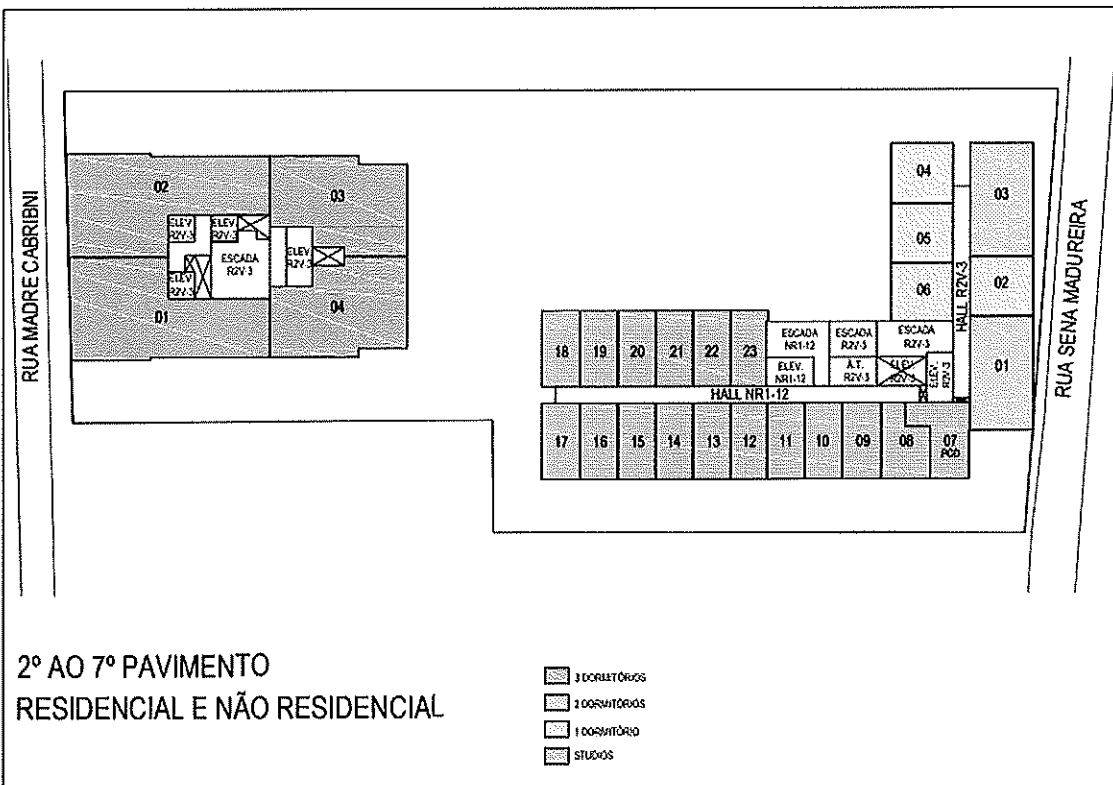 RUA MADRE CABRIBNI
02
03
ELEV.
R2V-3
ELEV.
R2V-3
ESCADA
R2V-3
ELEV.
R2V-3
ELEV.
R2V-3
01
04
04
03
05
02
06
HALL R2V-3
01
RUA SENA MADUREIRA
18
19
20
21
22
23
ESCADA
NR1-12
ESCADA
R2V-3
ESCADA
R2V-3
ELEV.
NR1-12
A.T.
R2V-3
ELEV.
R2V-3
ELEV.
R2V-3
HALL NR1-12
17
16
15
14
13
12
11
10
09
08
07
PCD
2º AO 7º PAVIMENTO
RESIDENCIAL E NÃO RESIDENCIAL
3 DORMITÓRIOS
2 DORMITÓRIOS
1 DORMITÓRIO
STUDIOS